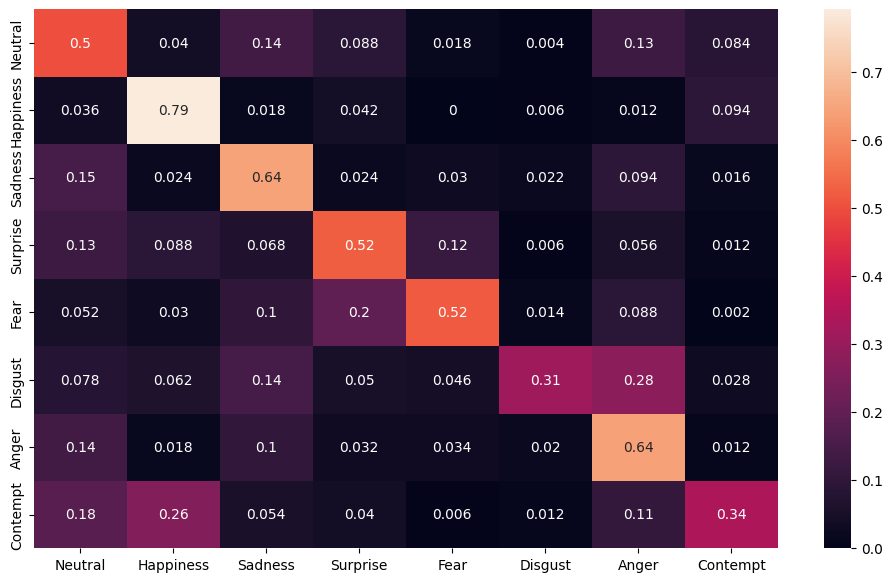 Neutral 0.5 0.04 0.14 0.088 0.018 0.004 0.13 0.084
Happiness 0.036 0.79 0.018 0.042 0 0.006 0.012 0.094
Sadness 0.15 0.024 0.64 0.024 0.03 0.022 0.094 0.016
Surprise 0.13 0.088 0.068 0.52 0.12 0.006 0.056 0.012
Fear 0.052 0.03 0.1 0.2 0.52 0.014 0.088 0.002
Disgust 0.078 0.062 0.14 0.05 0.046 0.31 0.28 0.028
Anger 0.14 0.018 0.1 0.032 0.034 0.02 0.64 0.012
Contempt 0.18 0.26 0.054 0.04 0.006 0.012 0.11 0.34
Neutral Happiness Sadness Surprise Fear Disgust Anger Contempt
0.7
0.6
0.5
0.4
0.3
0.2
0.1
0.0